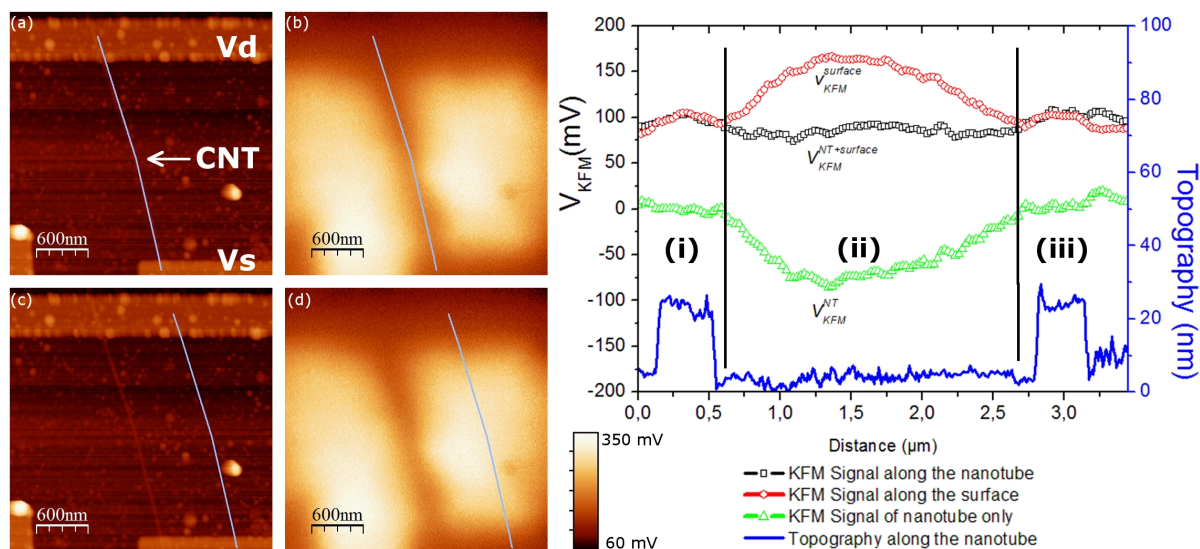 (a)
Vd
CNT
600nm
Vs
(b)
600nm
(c)
600nm
(d)
600nm
350 mV
60 mV
V_KFM (mV)
200
150
100
50
0
-50
-100
-150
-200
V_KFM^surface
V_KFM^NT+surface
(i)
(ii)
(iii)
V_KFM^NT
0,0 0,5 1,0 1,5 2,0 2,5 3,0
Distance (µm)
100
90
80
70
60
50
40
30
20
10
0
Topography (nm)
KFM Signal along the nanotube
KFM Signal along the surface
KFM Signal of nanotube only
Topography along the nanotube